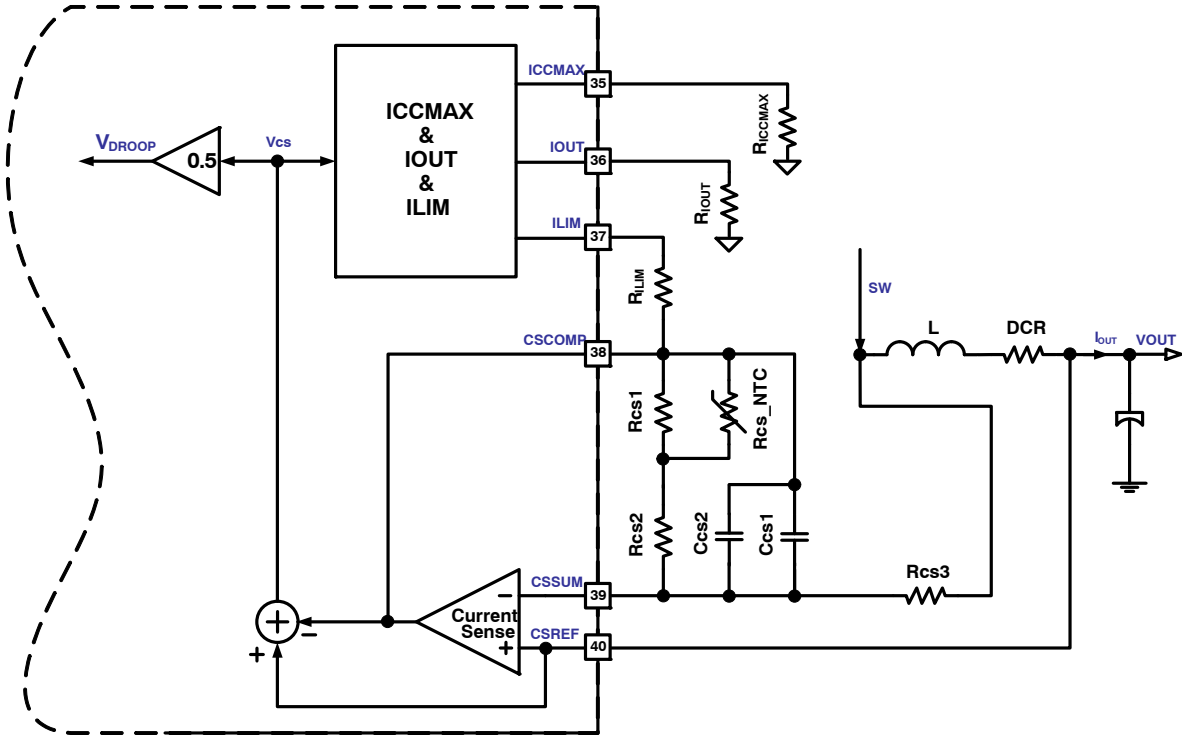 ICCMAX
35
RICCMAX
ICCMAX
&
IOUT
&
ILIM
VDROOP
0.5
Vcs
IOUT
36
RIOUT
ILIM
37
RILIM
SW
CSCOMP
38
L
DCR
IOUT
VOUT
Rcs1
Rcs_NTC
Rcs2
Ccs2
Ccs1
Rcs3
CSSUM
39
Current
Sense
−
+
CSREF
40
+
−
+